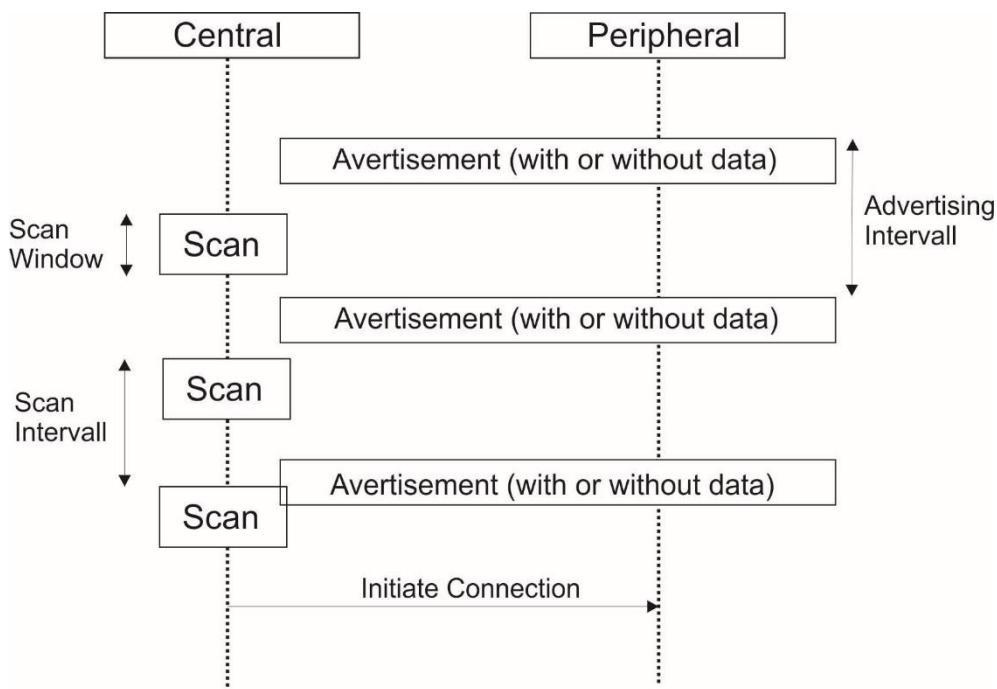 Central
Peripheral
Avertisement (with or without data)
Advertising
Intervall
Scan
Window
Scan
Avertisement (with or without data)
Scan
Scan
Intervall
Avertisement (with or without data)
Scan
Initiate Connection